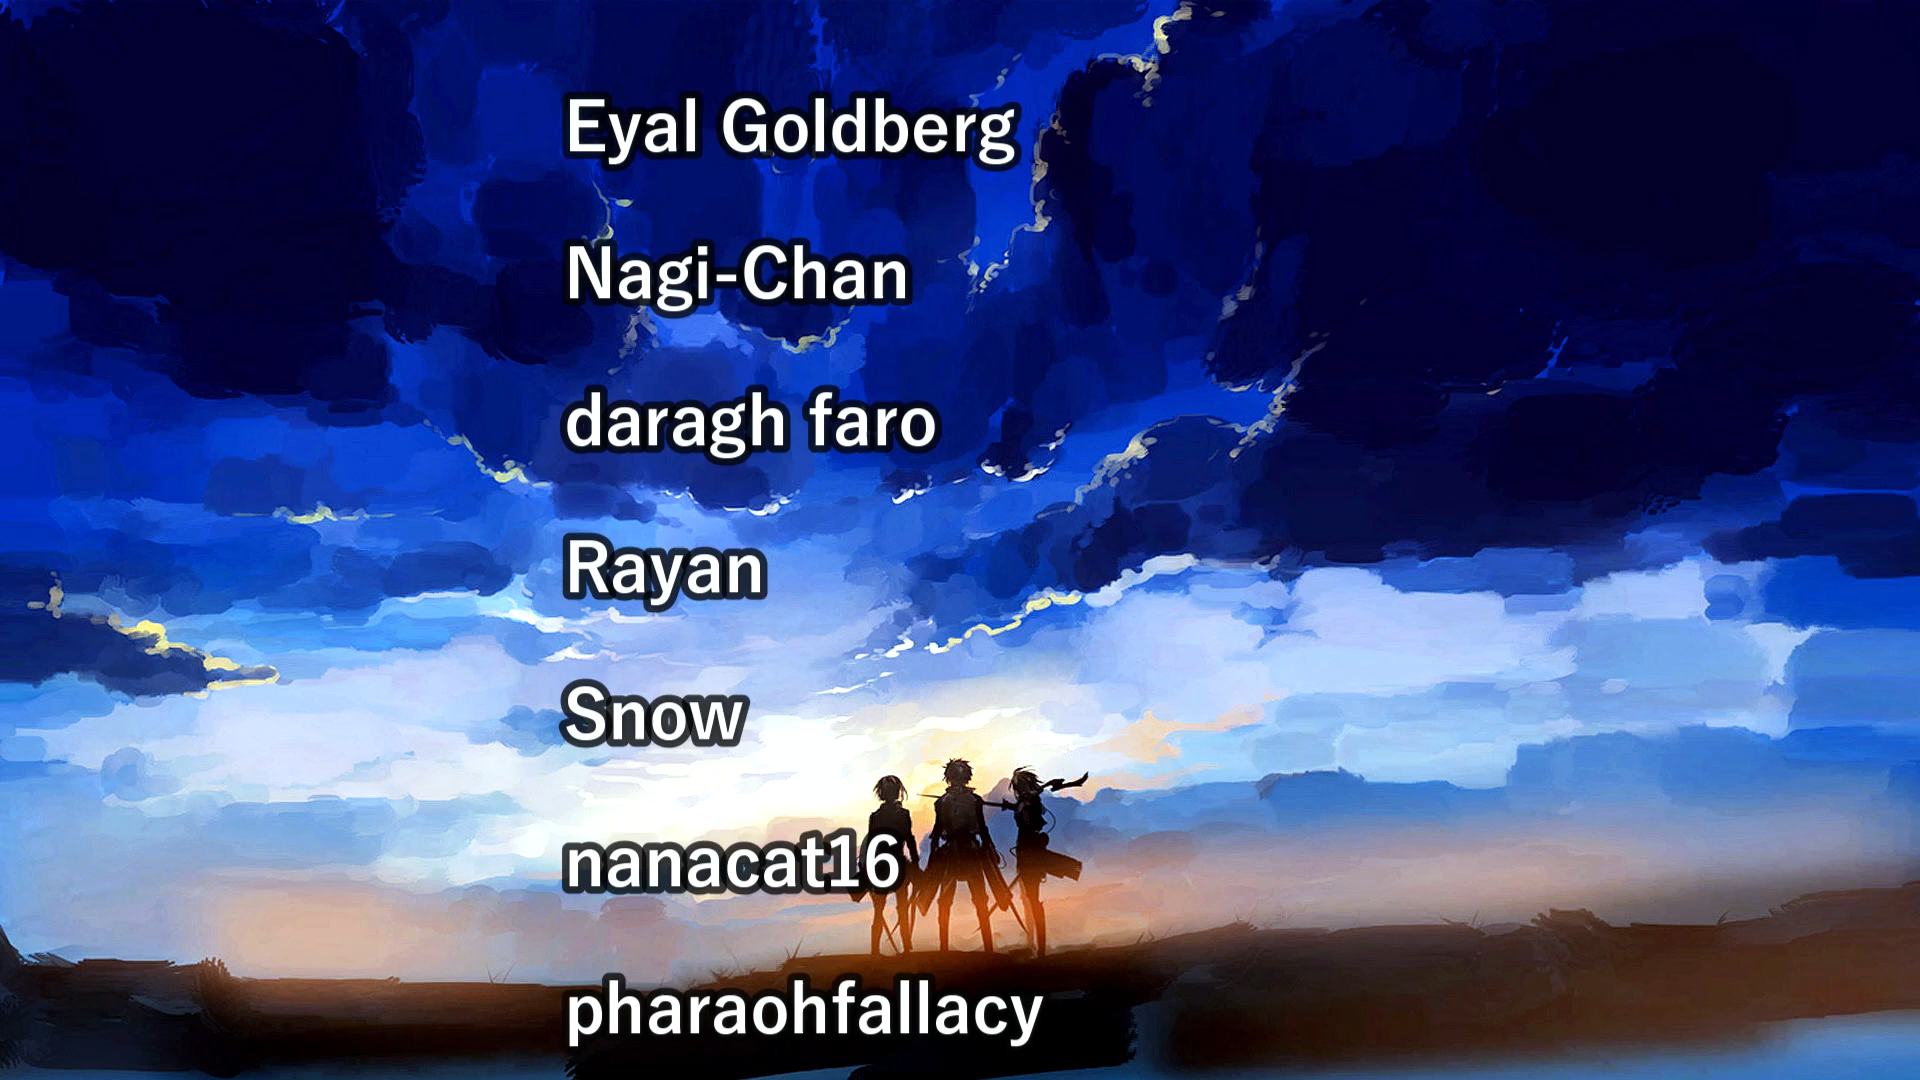 Eyal Goldberg
Nagi-Chan
daragh faro
Rayan
Snow
nanacat16
pharaohfallacy